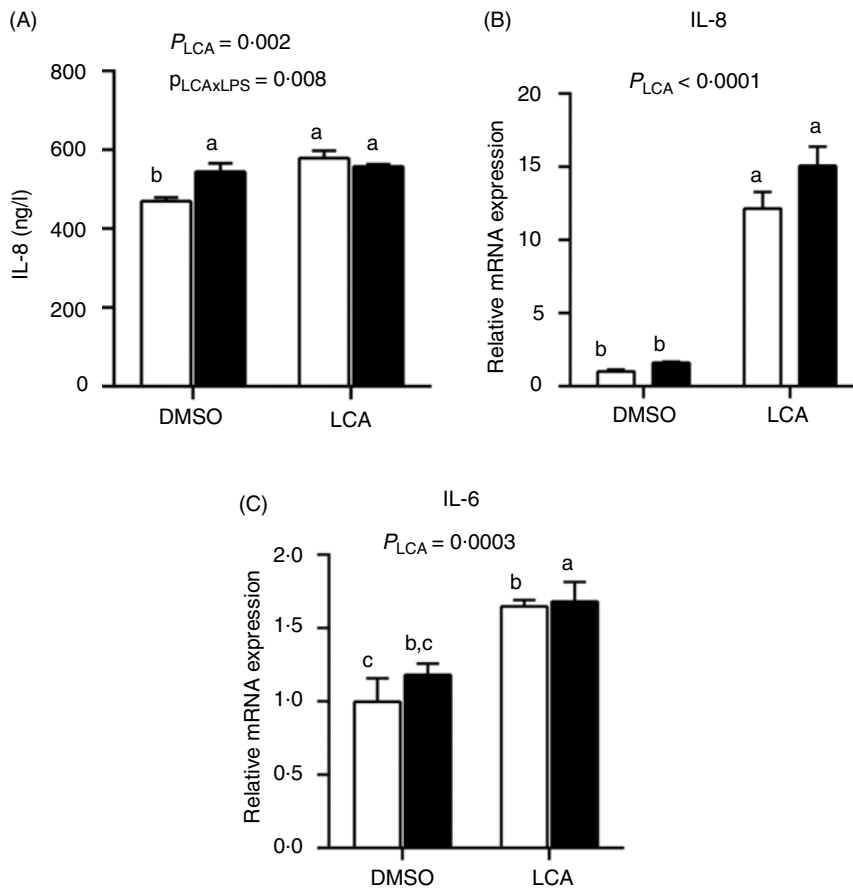 (A)
P_LCA = 0·002
p_LCAxLPS = 0·008
800
600
400
200
0
IL-8 (ng/l)
b
a
a
a
DMSO
LCA
(B)
IL-8
P_LCA < 0·0001
20
15
10
5
0
Relative mRNA expression
b
b
a
a
DMSO
LCA
(C)
IL-6
P_LCA = 0·0003
2·0
1·5
1·0
0·5
0·0
Relative mRNA expression
c
b,c
b
a
DMSO
LCA